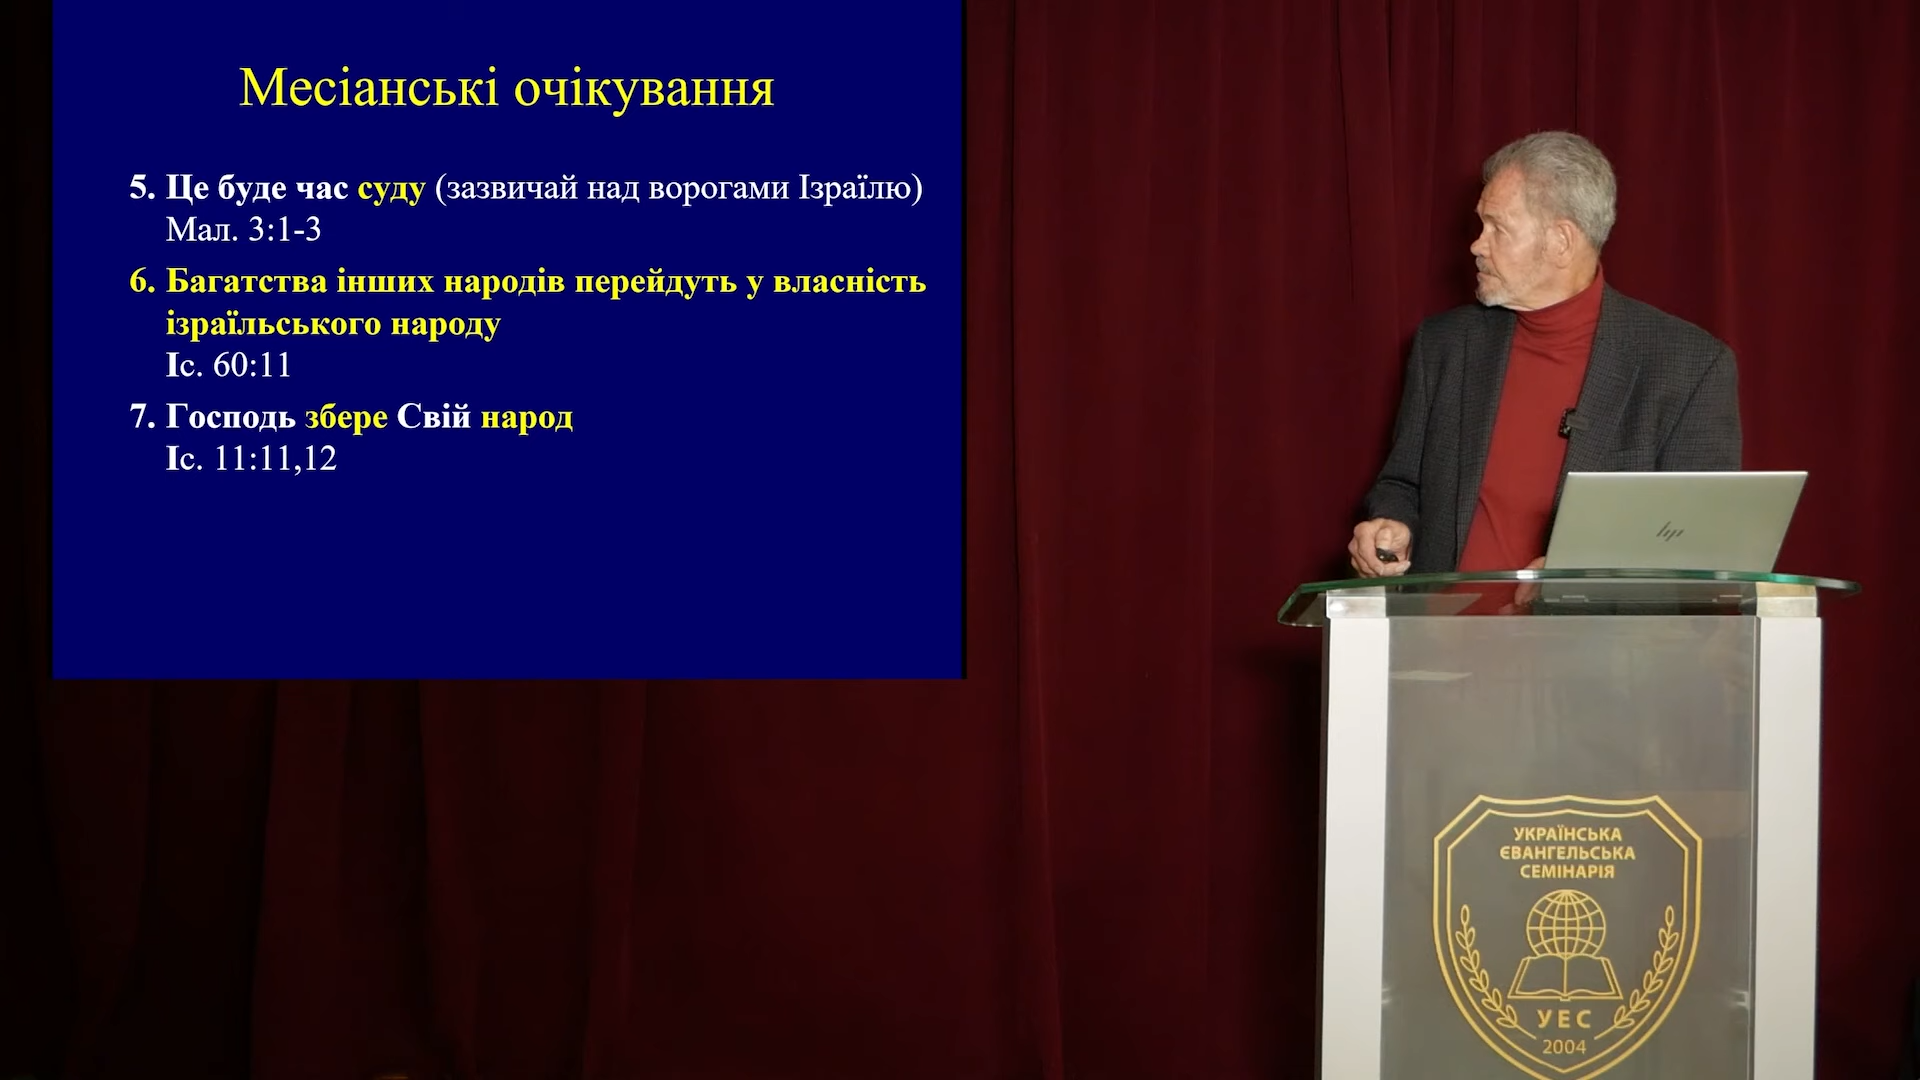 Месіанські очікування
5. Це буде час суду (зазвичай над ворогами Ізраїлю)
Мал. 3:1-3
6. Багатства інших народів перейдуть у власність
ізраїльського народу
Іс. 60:11
7. Господь збере Свій народ
Іс. 11:11,12
hp
УКРАЇНСЬКА
ЄВАНГЕЛЬСЬКА
СЕМІНАРІЯ
УЕС
2004